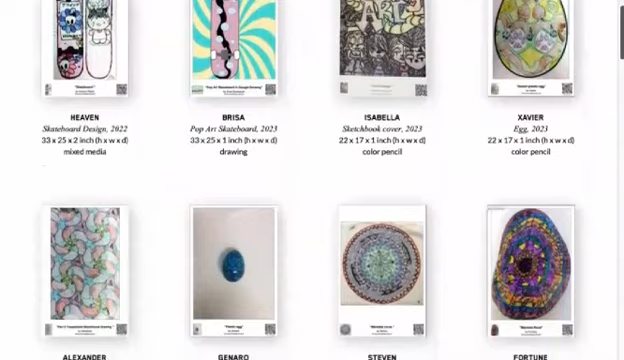 HEAVEN
Skateboard Design, 2022
33 x 25 x 2 inch (h x w x d)
mixed media
BRISA
Pop Art Skateboard, 2023
33 x 25 x 1 inch (h x w x d)
drawing
ISABELLA
Sketchbook cover, 2023
22 x 17 x 1 inch (h x w x d)
color pencil
XAVIER
Egg, 2023
22 x 17 x 1 inch (h x w x d)
color pencil
ALEXANDER
GENARO
STEVEN
FORTUNE